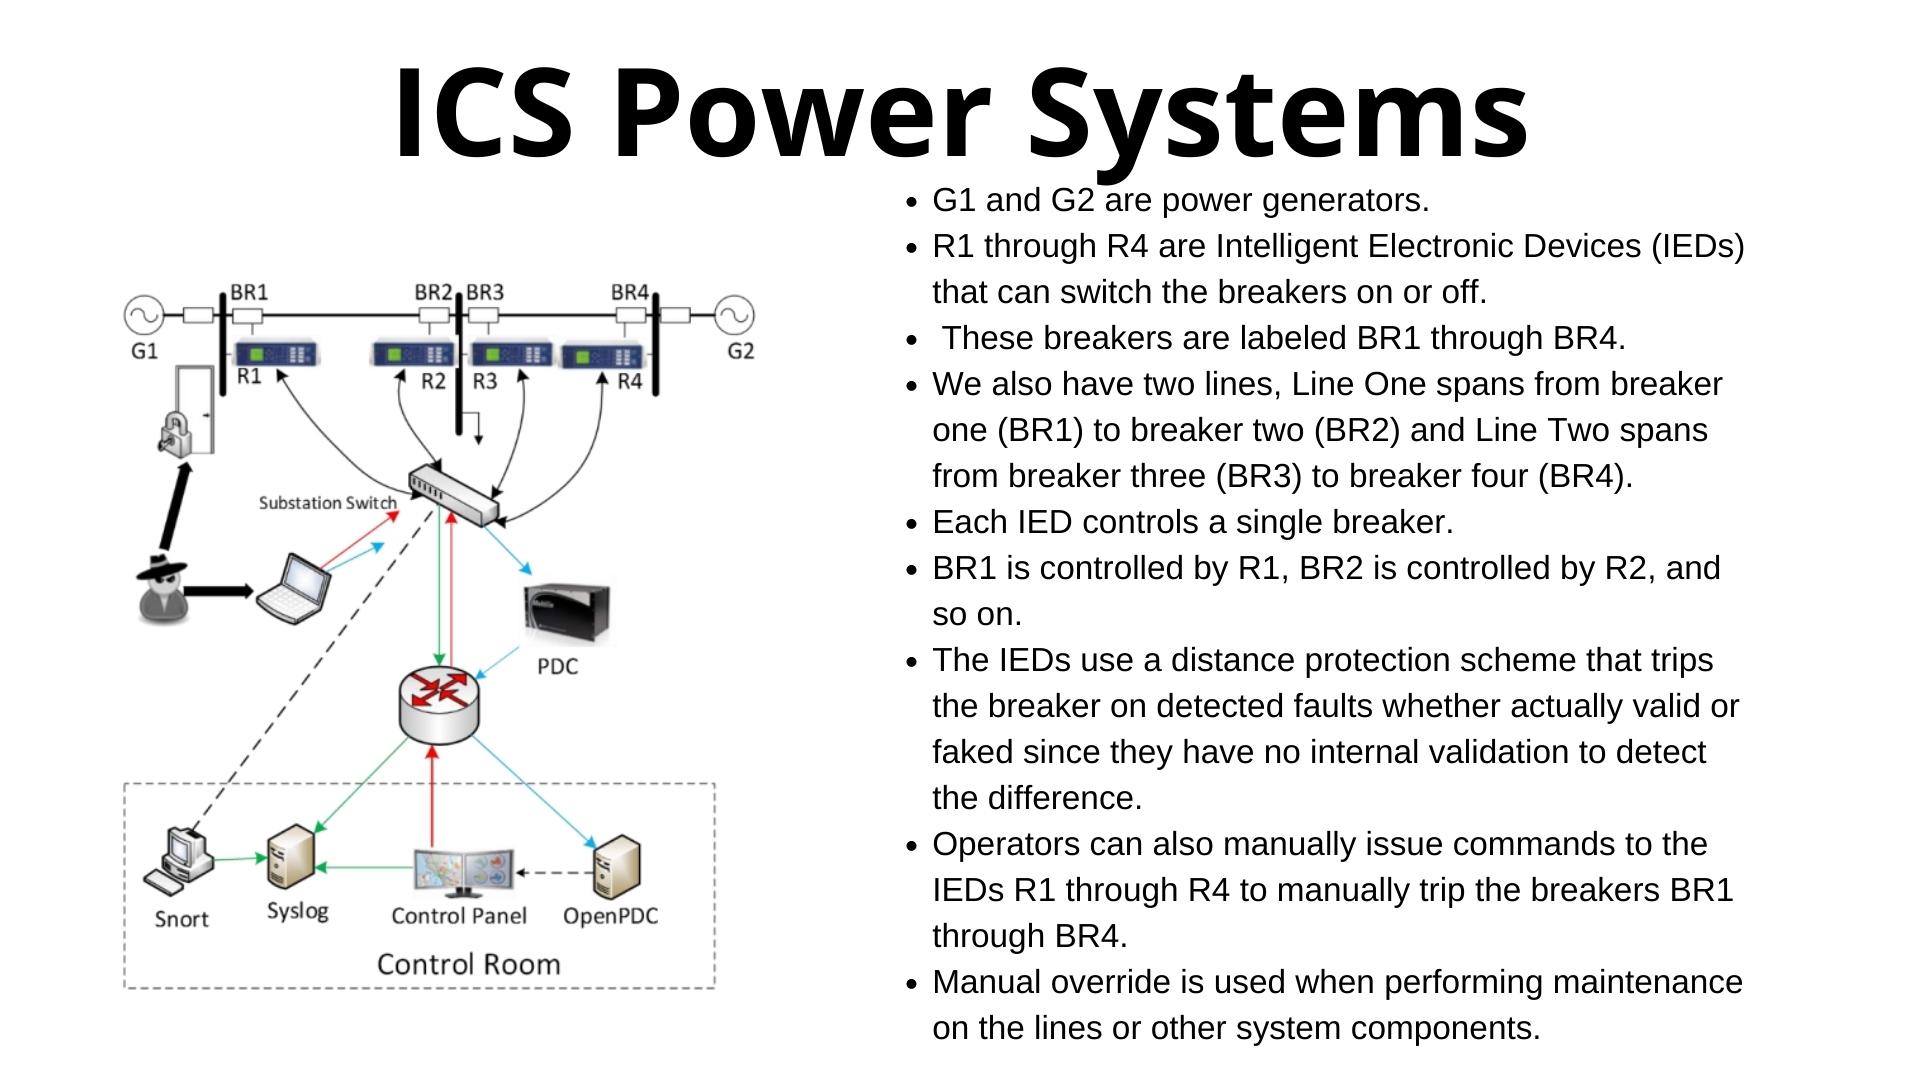 ICS Power Systems
BR1
BR2
BR3
BR4
G1
G2
R1
R2
R3
R4
Substation Switch
PDC
Snort
Syslog
Control Panel
OpenPDC
Control Room
• G1 and G2 are power generators.
• R1 through R4 are Intelligent Electronic Devices (IEDs)
that can switch the breakers on or off.
• These breakers are labeled BR1 through BR4.
• We also have two lines, Line One spans from breaker
one (BR1) to breaker two (BR2) and Line Two spans
from breaker three (BR3) to breaker four (BR4).
• Each IED controls a single breaker.
• BR1 is controlled by R1, BR2 is controlled by R2, and
so on.
• The IEDs use a distance protection scheme that trips
the breaker on detected faults whether actually valid or
faked since they have no internal validation to detect
the difference.
• Operators can also manually issue commands to the
IEDs R1 through R4 to manually trip the breakers BR1
through BR4.
• Manual override is used when performing maintenance
on the lines or other system components.